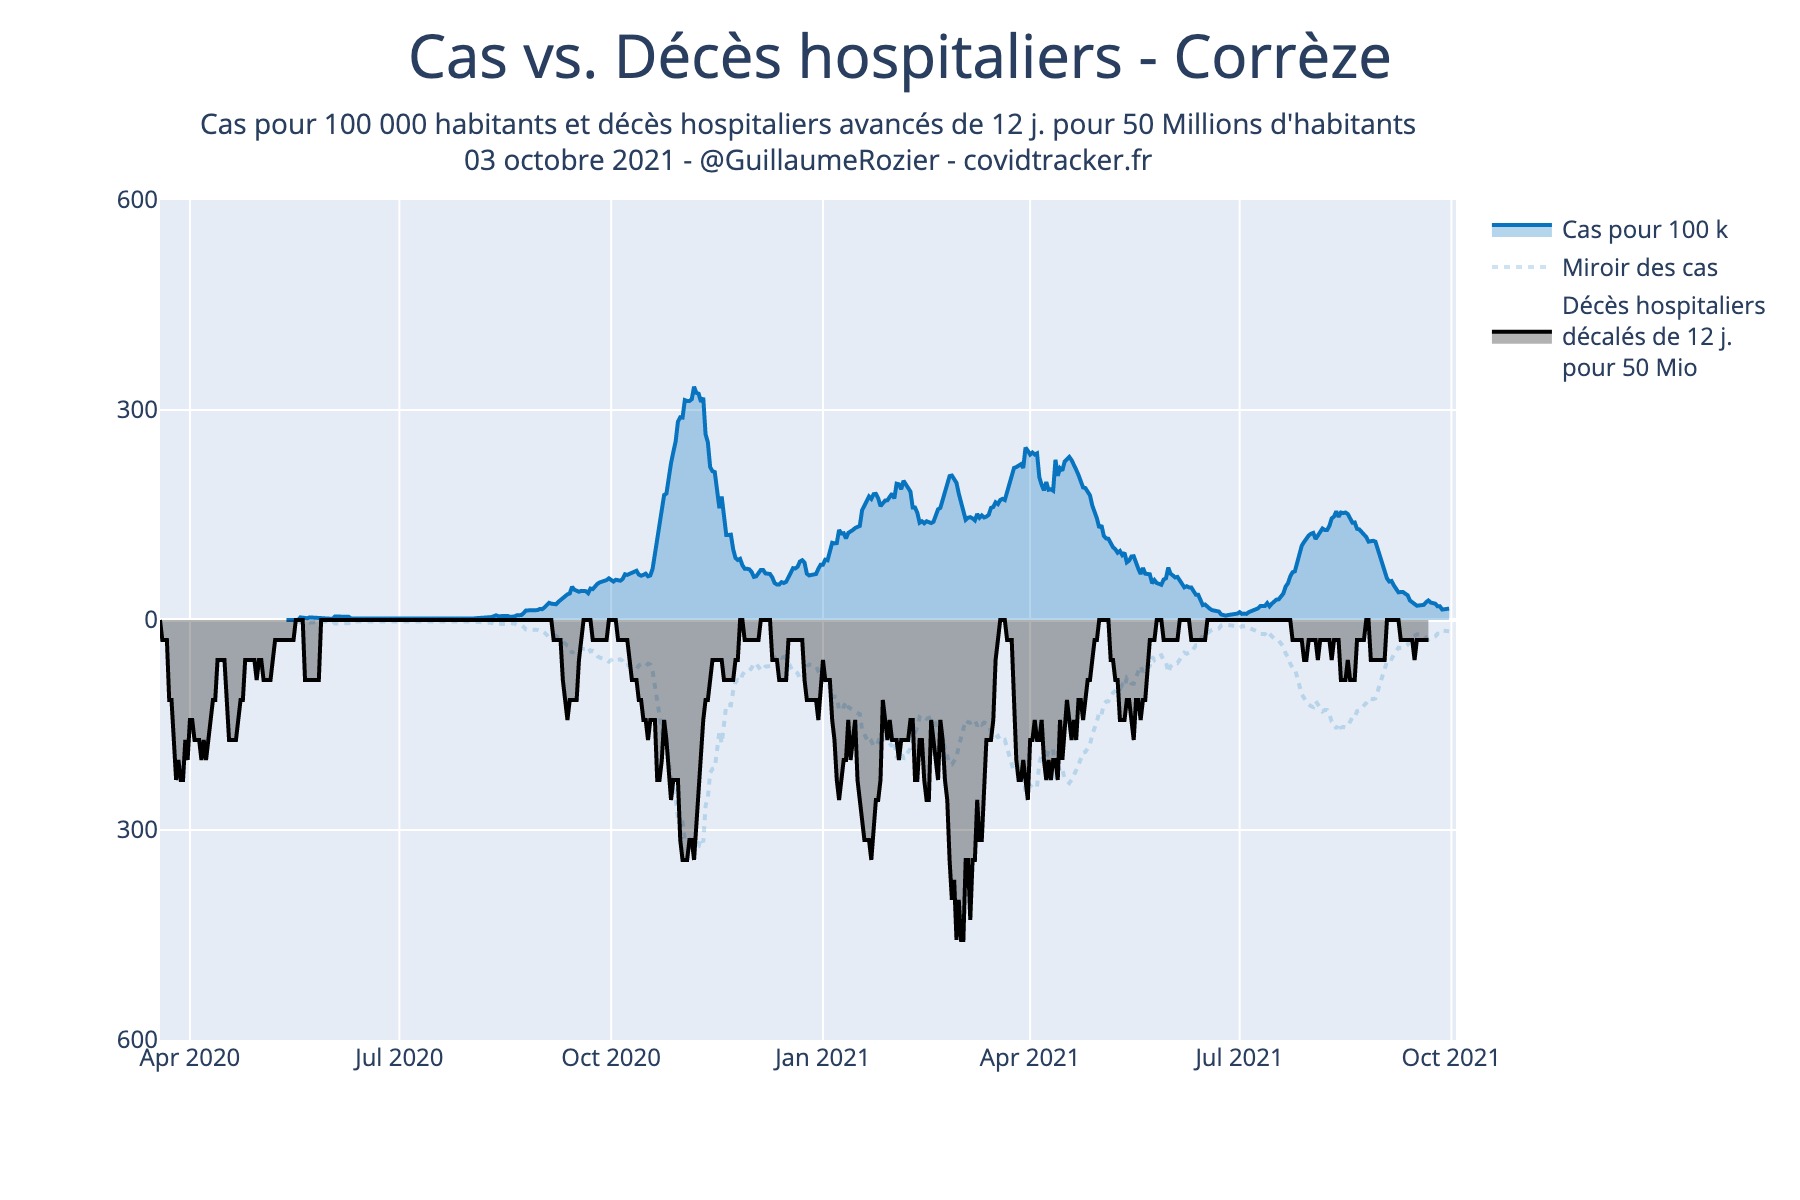 Cas vs. Décès hospitaliers - Corrèze
Cas pour 100 000 habitants et décès hospitaliers avancés de 12 j. pour 50 Millions d'habitants
03 octobre 2021 - @GuillaumeRozier - covidtracker.fr
600
300
0
300
600
Apr 2020
Jul 2020
Oct 2020
Jan 2021
Apr 2021
Jul 2021
Oct 2021
Cas pour 100 k
Miroir des cas
Décès hospitaliers
décalés de 12 j.
pour 50 Mio